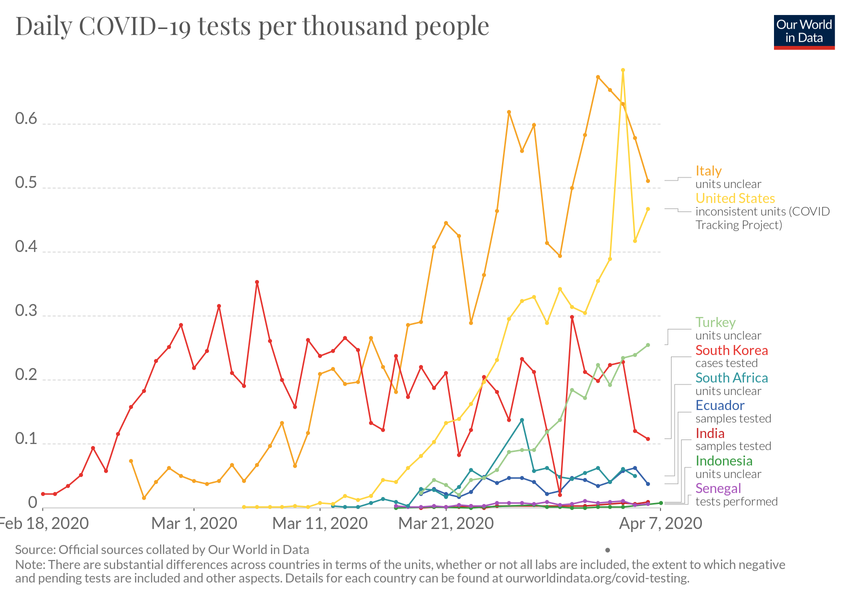 Daily COVID-19 tests per thousand people
Our World
in Data
0.6
0.5
0.4
0.3
0.2
0.1
0
Feb 18, 2020
Mar 1, 2020
Mar 11, 2020
Mar 21, 2020
Apr 7, 2020
Italy
units unclear
United States
inconsistent units (COVID
Tracking Project)
Turkey
units unclear
South Korea
cases tested
South Africa
units unclear
Ecuador
samples tested
India
samples tested
Indonesia
units unclear
Senegal
tests performed
Source: Official sources collated by Our World in Data
Note: There are substantial differences across countries in terms of the units, whether or not all labs are included, the extent to which negative
and pending tests are included and other aspects. Details for each country can be found at ourworldindata.org/covid-testing.